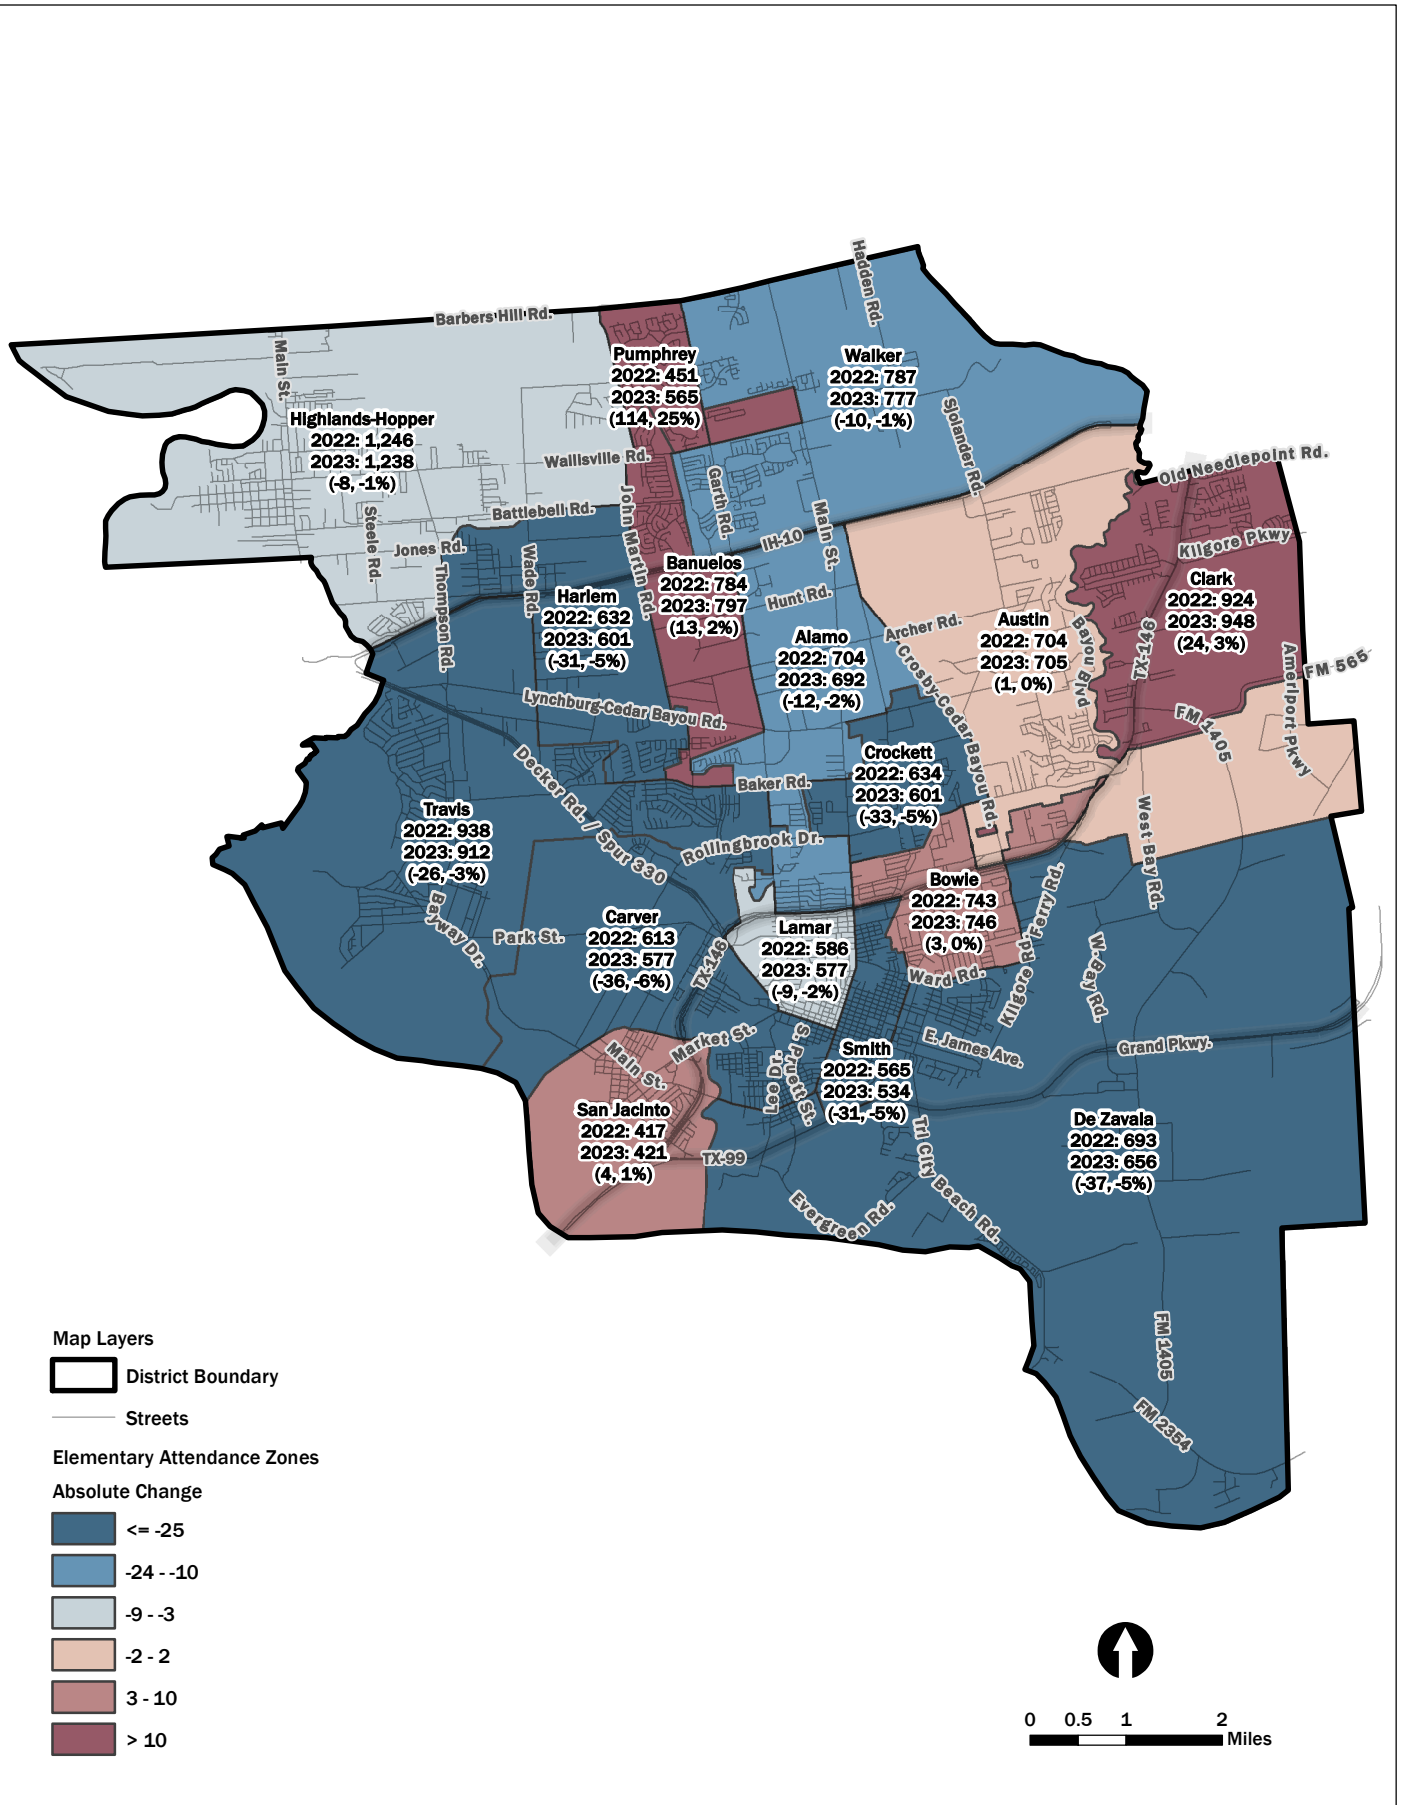 Hadden Rd.
Barbers Hill Rd.
Main St.
Pumphrey
2022: 451
2023: 565
(114, 25%)
Walker
2022: 787
2023: 777
(-10, -1%)
Highlands-Hopper
2022: 1,246
2023: 1,238
(-8, -1%)
Sjolander Rd.
Wallisville Rd.
Old Needlepoint Rd.
Garth Rd.
Battlebell Rd.
John Martin Rd.
Main St.
Steele Rd.
Jones Rd.
IH-10
Kilgore Pkwy
Wade Rd.
Thompson Rd.
Banuelos
2022: 784
2023: 797
(13, 2%)
Hunt Rd.
Clark
2022: 924
2023: 948
(24, 3%)
Harlem
2022: 632
2023: 601
(-31, -5%)
Archer Rd.
Austin
2022: 704
2023: 705
(1, 0%)
Bayou Blvd
TX-146
Alamo
2022: 704
2023: 692
(-12, -2%)
Ameriport Pkwy
FM 565
Crosby-Cedar Bayou Rd.
Lynchburg-Cedar Bayou Rd.
FM 1405
Crockett
2022: 634
2023: 601
(-33, -5%)
Decker Rd. / Spur 330
Baker Rd.
Travis
2022: 938
2023: 912
(-26, -3%)
West Bay Rd.
Rollingbrook Dr.
Bowie
2022: 743
2023: 746
(3, 0%)
Kilgore Rd.
Ferry Rd.
Bayway Dr.
Park St.
Carver
2022: 613
2023: 577
(-36, -6%)
TX-146
Lamar
2022: 586
2023: 577
(-9, -2%)
Ward Rd.
W. Bay Rd.
Market St.
Main St.
S. Pruett St.
Lee Dr.
Smith
2022: 565
2023: 534
(-31, -5%)
E. James Ave.
Grand Pkwy.
San Jacinto
2022: 417
2023: 421
(4, 1%)
TX-99
De Zavala
2022: 693
2023: 656
(-37, -5%)
Tri City Beach Rd.
Evergreen Rd.
FM 1405
FM 2354
Map Layers
District Boundary
Streets
Elementary Attendance Zones
Absolute Change
<= -25
-24 - -10
-9 - -3
-2 - 2
3 - 10
> 10
0 0.5 1 2
Miles